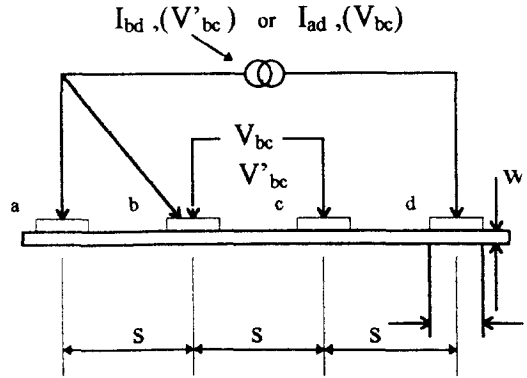 I_bd ,(V'_bc ) or I_ad ,(V_bc)
V_bc
V'_bc
w
a b c d
S S S